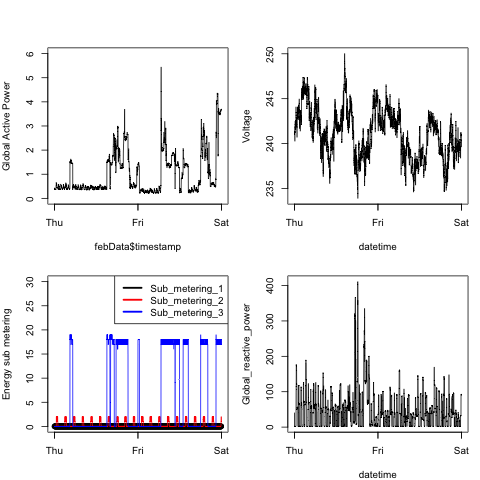 Global Active Power
6
5
4
3
2
1
0
Thu
Fri
Sat
febData$timestamp
Voltage
250
245
240
235
Thu
Fri
Sat
datetime
Energy sub metering
30
25
20
15
10
5
0
Sub_metering_1
Sub_metering_2
Sub_metering_3
Thu
Fri
Sat
Global_reactive_power
400
300
200
100
0
Thu
Fri
Sat
datetime